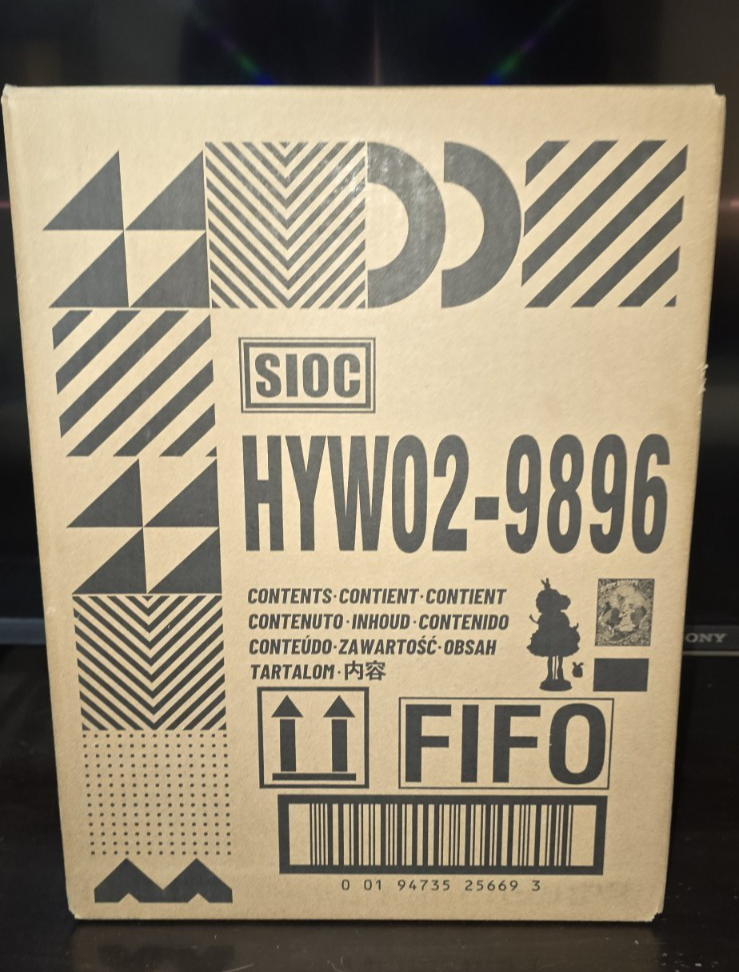 SIOC
HYW02-9896
CONTENTS·CONTIENT·CONTIENT
CONTENUTO·INHOUD·CONTENIDO
CONTEÚDO·ZAWARTOŚĆ·OBSAH
TARTALOM·内容
FIFO
0 01 94735 25669 3